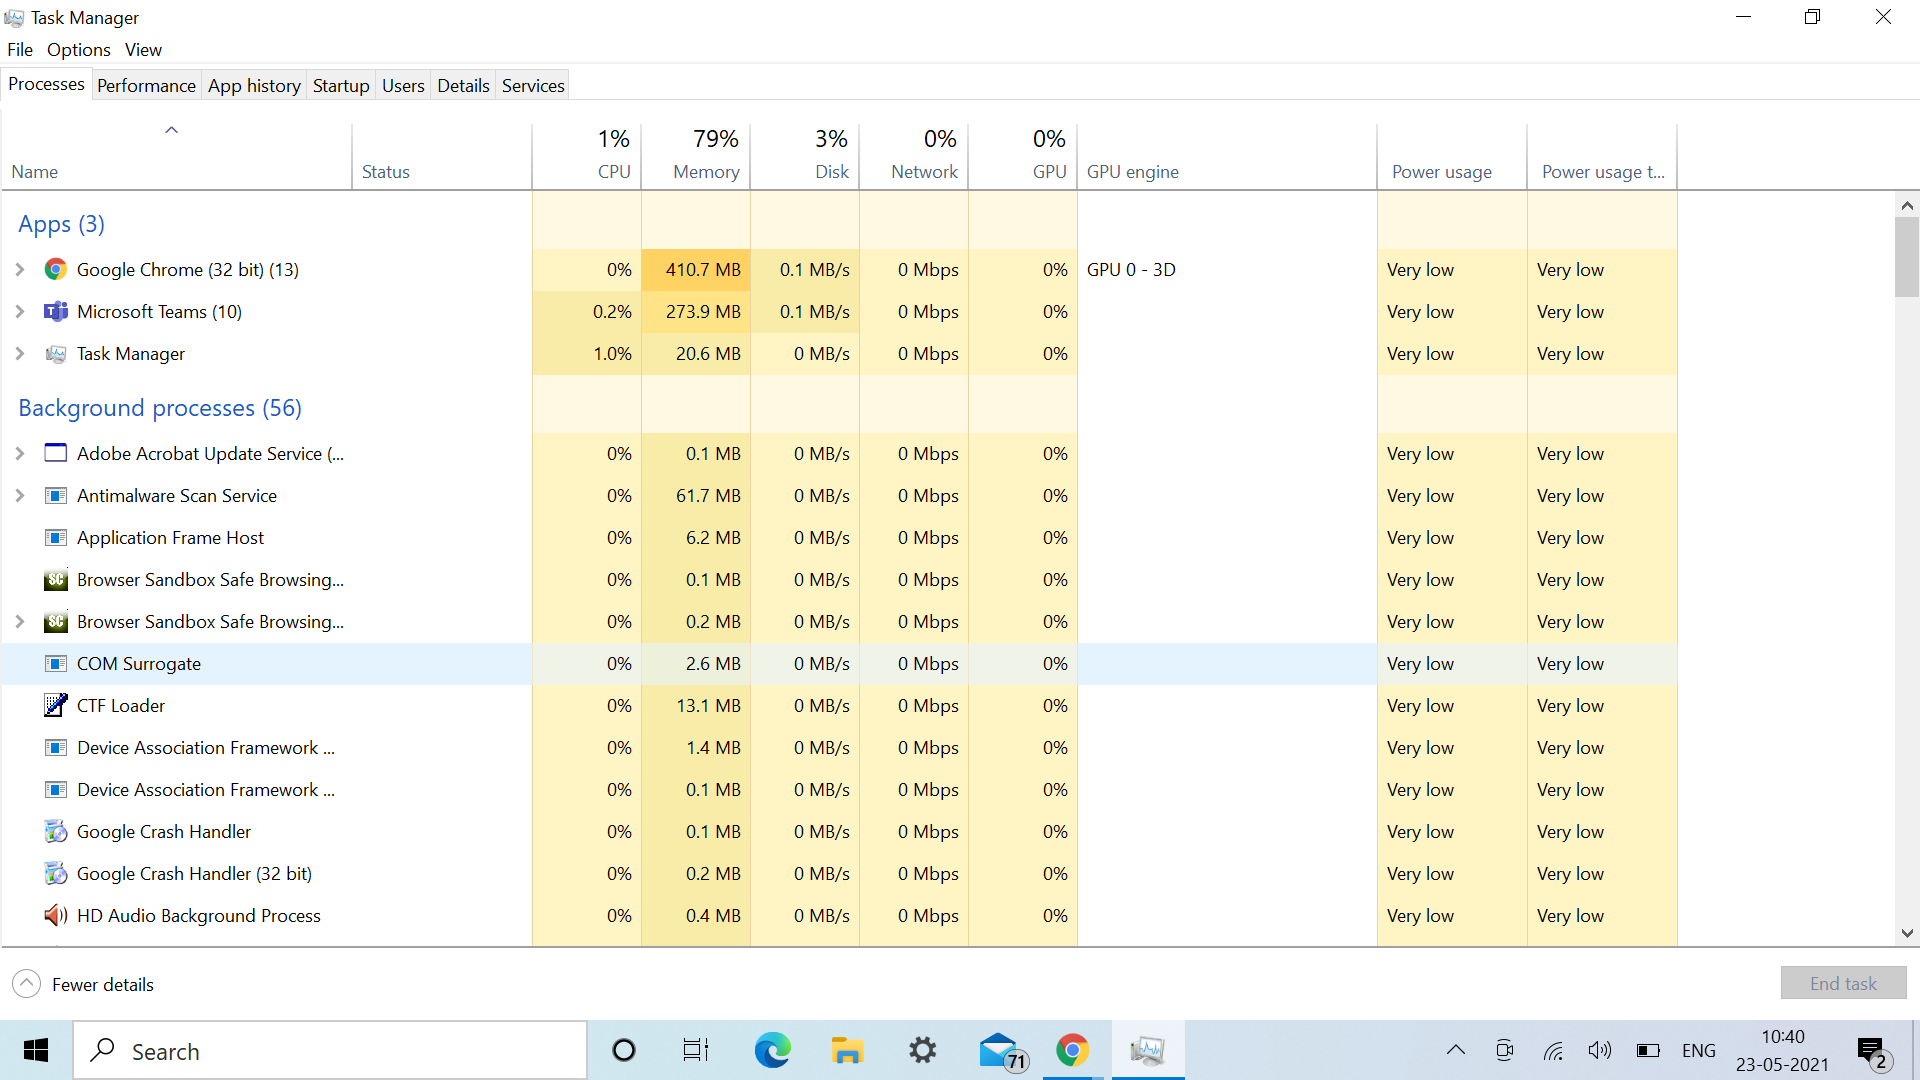 Task Manager
File Options View
Processes Performance App history Startup Users Details Services
1% 79% 3% 0% 0%
Name Status CPU Memory Disk Network GPU GPU engine Power usage Power usage t...
Apps (3)
Google Chrome (32 bit) (13) 0% 410.7 MB 0.1 MB/s 0 Mbps 0% GPU 0 - 3D Very low Very low
Microsoft Teams (10) 0.2% 273.9 MB 0.1 MB/s 0 Mbps 0% Very low Very low
Task Manager 1.0% 20.6 MB 0 MB/s 0 Mbps 0% Very low Very low
Background processes (56)
Adobe Acrobat Update Service (... 0% 0.1 MB 0 MB/s 0 Mbps 0% Very low Very low
Antimalware Scan Service 0% 61.7 MB 0 MB/s 0 Mbps 0% Very low Very low
Application Frame Host 0% 6.2 MB 0 MB/s 0 Mbps 0% Very low Very low
SC Browser Sandbox Safe Browsing... 0% 0.1 MB 0 MB/s 0 Mbps 0% Very low Very low
SC Browser Sandbox Safe Browsing... 0% 0.2 MB 0 MB/s 0 Mbps 0% Very low Very low
COM Surrogate 0% 2.6 MB 0 MB/s 0 Mbps 0% Very low Very low
CTF Loader 0% 13.1 MB 0 MB/s 0 Mbps 0% Very low Very low
Device Association Framework ... 0% 1.4 MB 0 MB/s 0 Mbps 0% Very low Very low
Device Association Framework ... 0% 0.1 MB 0 MB/s 0 Mbps 0% Very low Very low
Google Crash Handler 0% 0.1 MB 0 MB/s 0 Mbps 0% Very low Very low
Google Crash Handler (32 bit) 0% 0.2 MB 0 MB/s 0 Mbps 0% Very low Very low
HD Audio Background Process 0% 0.4 MB 0 MB/s 0 Mbps 0% Very low Very low
Fewer details End task
Search 71 ENG 10:40 2
23-05-2021